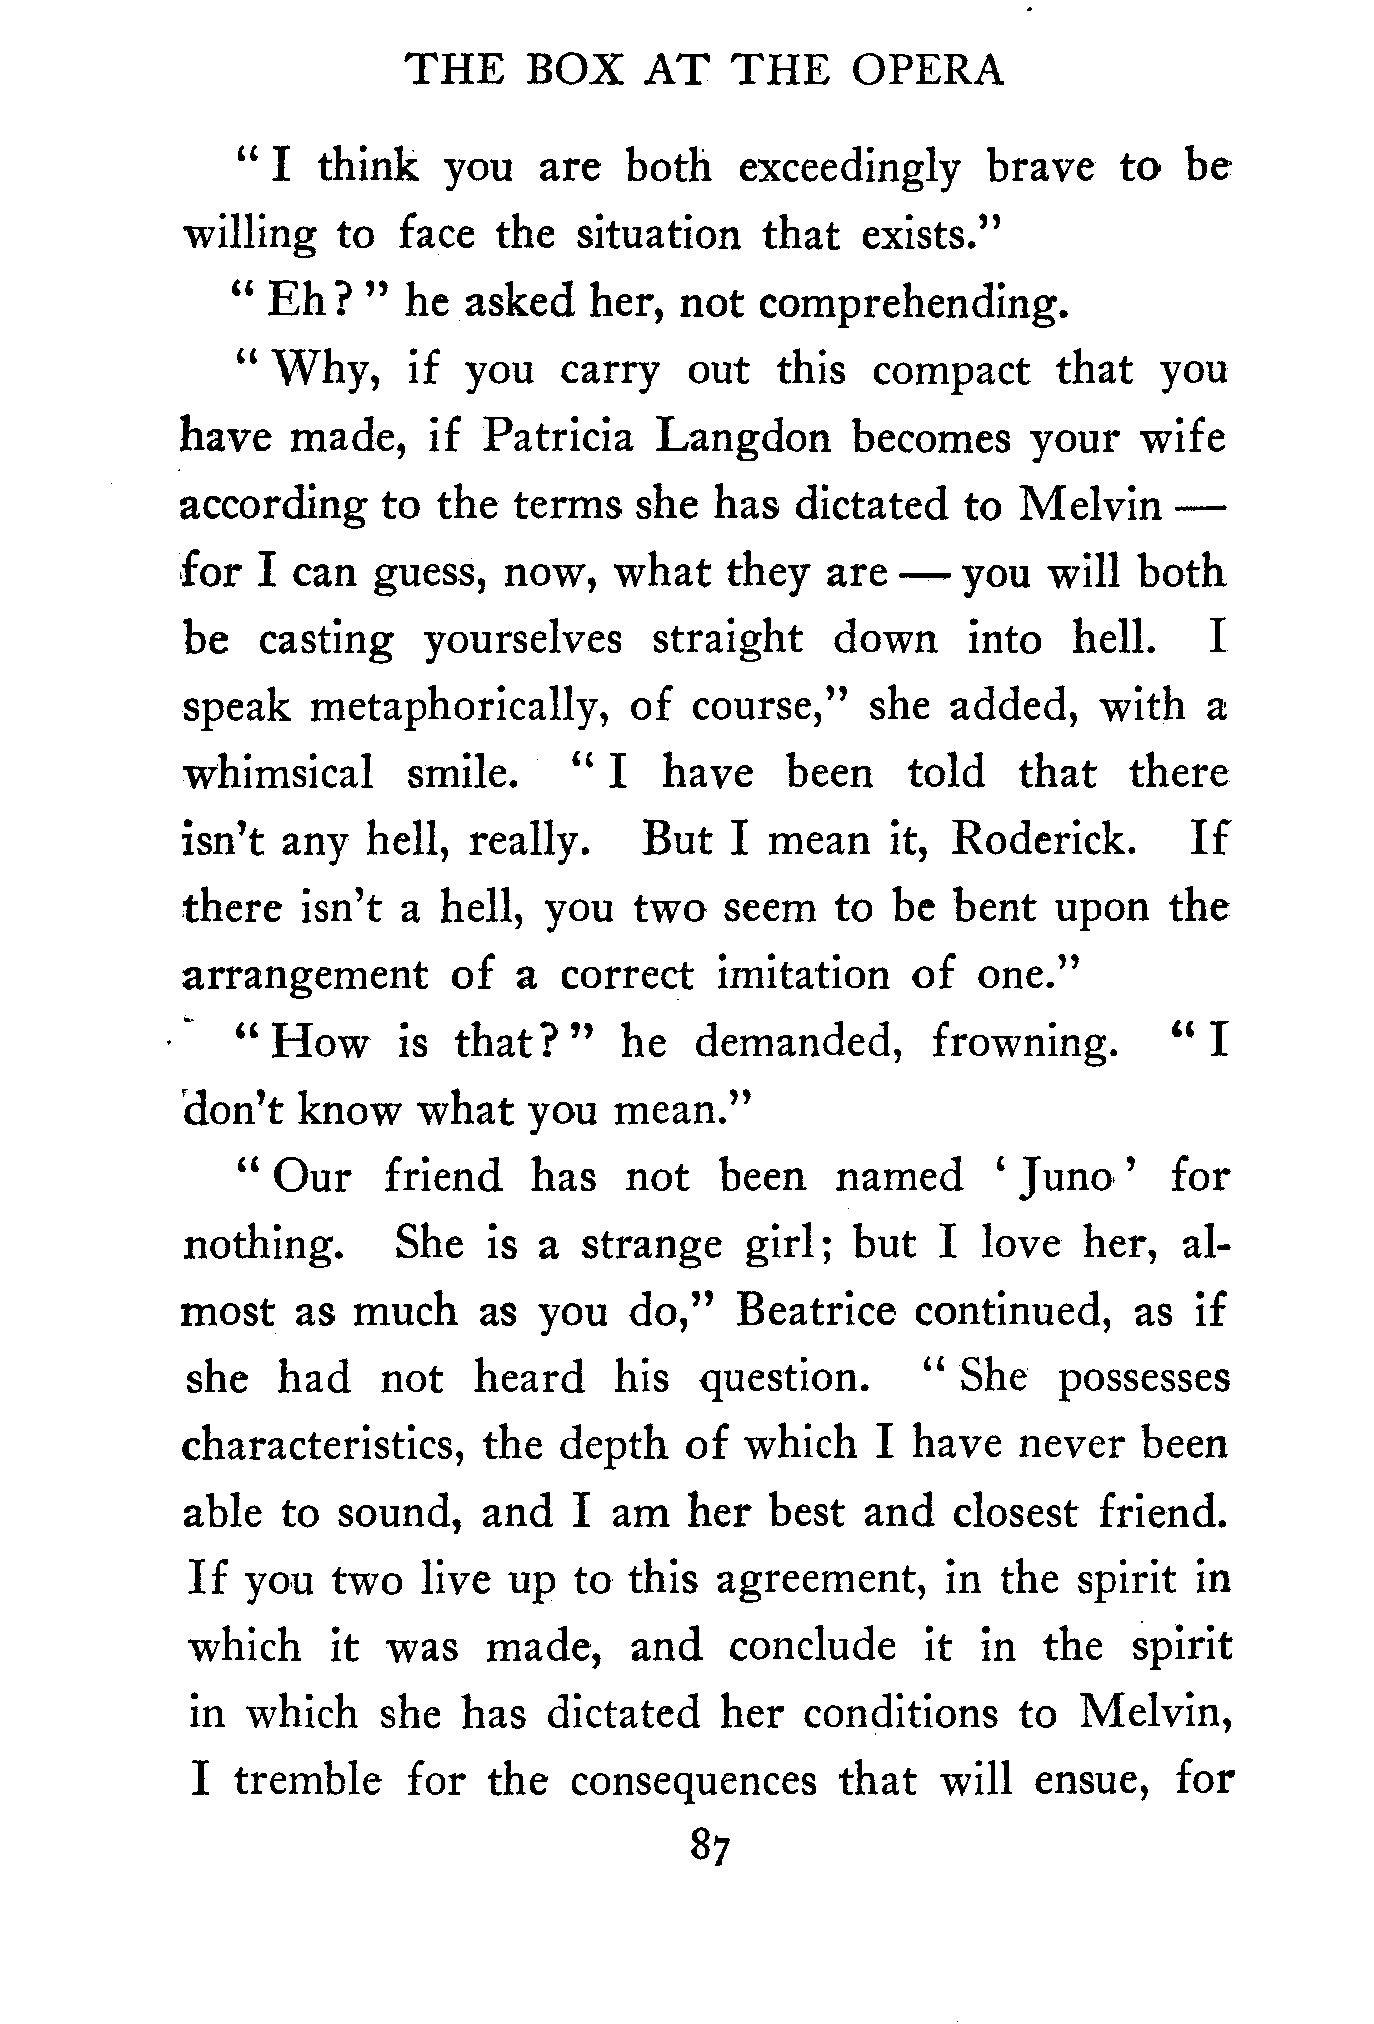 THE BOX AT THE OPERA
“ I think you are both exceedingly brave to be
willing to face the situation that exists.”
“ Eh? ” he asked her, not comprehending.
“ Why, if you carry out this compact that you
have made, if Patricia Langdon becomes your wife
according to the terms she has dictated to Melvin —
for I can guess, now, what they are — you will both
be casting yourselves straight down into hell. I
speak metaphorically, of course,” she added, with a
whimsical smile. “ I have been told that there
isn’t any hell, really. But I mean it, Roderick. If
there isn’t a hell, you two seem to be bent upon the
arrangement of a correct imitation of one.”
“ How is that? ” he demanded, frowning. “ I
don’t know what you mean.”
“ Our friend has not been named ‘ Juno ’ for
nothing. She is a strange girl; but I love her, al-
most as much as you do,” Beatrice continued, as if
she had not heard his question. “ She possesses
characteristics, the depth of which I have never been
able to sound, and I am her best and closest friend.
If you two live up to this agreement, in the spirit in
which it was made, and conclude it in the spirit
in which she has dictated her conditions to Melvin,
I tremble for the consequences that will ensue, for
87